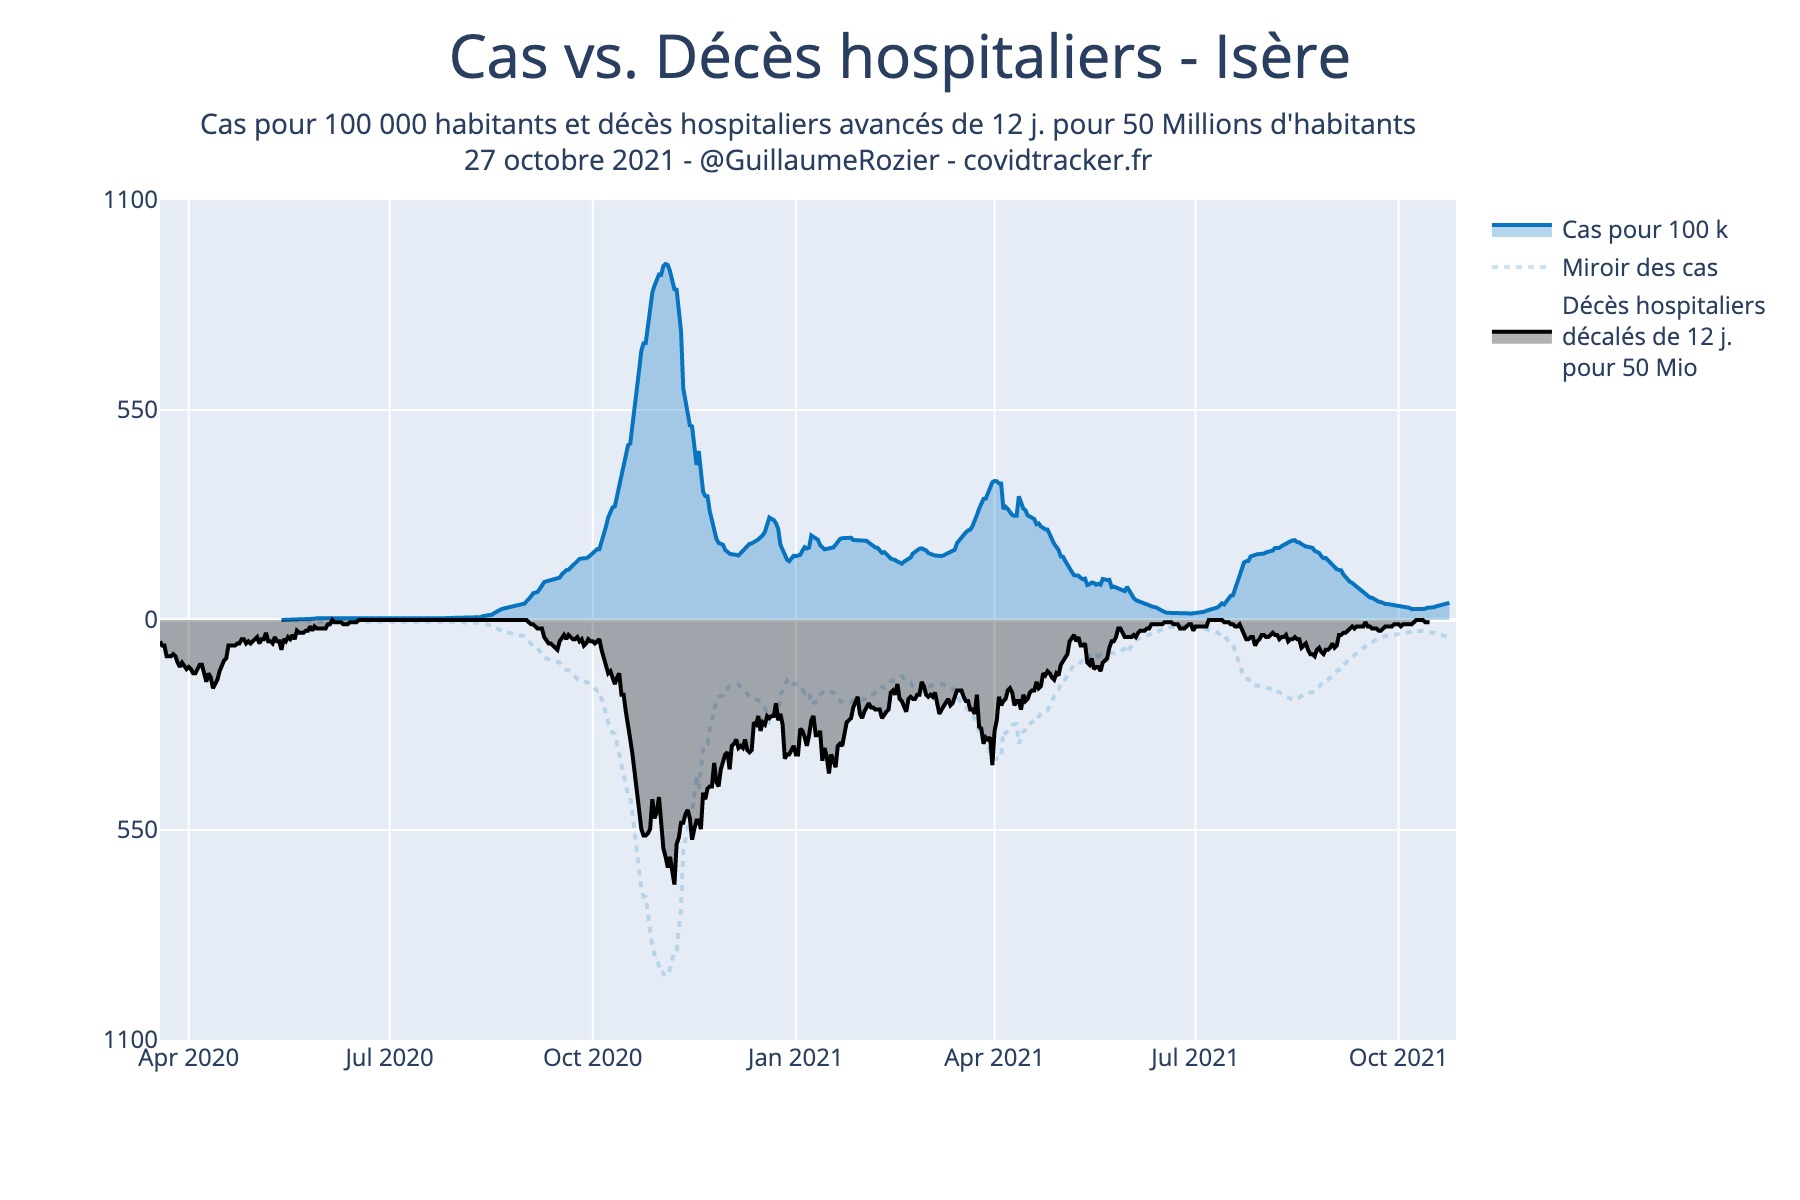 Cas vs. Décès hospitaliers - Isère
Cas pour 100 000 habitants et décès hospitaliers avancés de 12 j. pour 50 Millions d'habitants
27 octobre 2021 - @GuillaumeRozier - covidtracker.fr
1100
550
0
550
1100
Apr 2020
Jul 2020
Oct 2020
Jan 2021
Apr 2021
Jul 2021
Oct 2021
Cas pour 100 k
Miroir des cas
Décès hospitaliers
décalés de 12 j.
pour 50 Mio